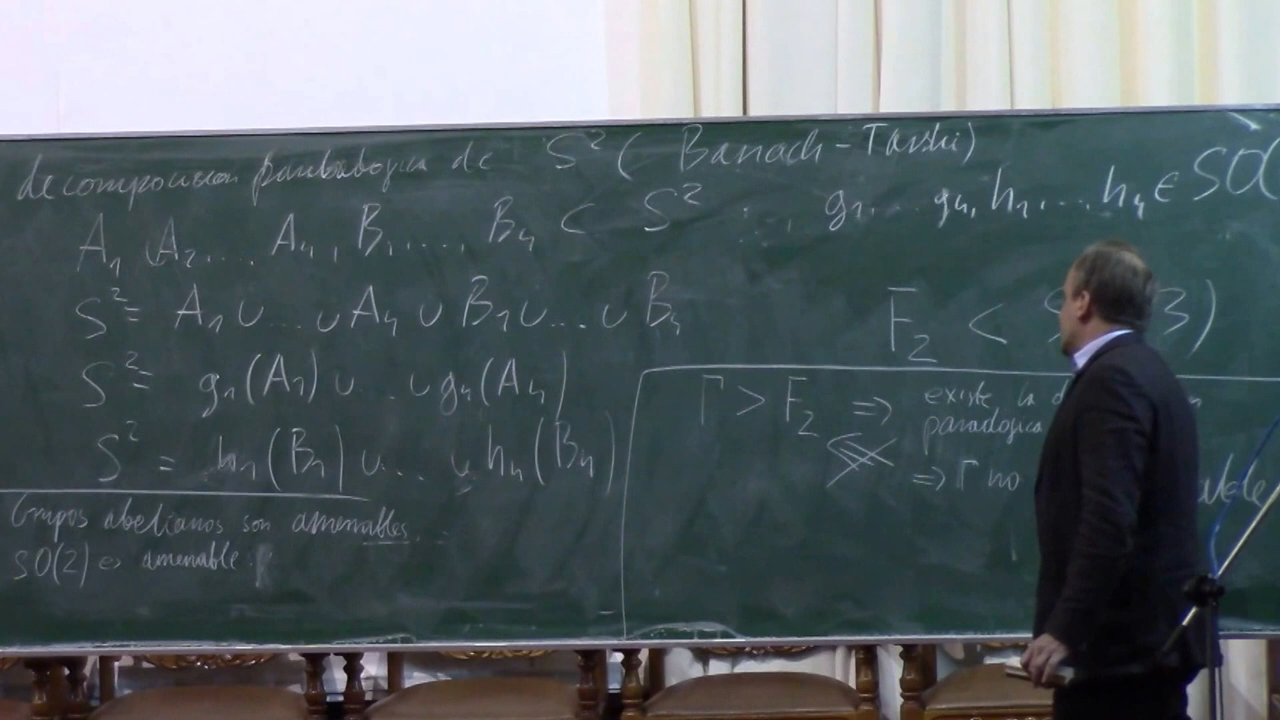 decomposición paradogica de S² ( Banach-Tarski)
A₁, A₂, ... A₄, B₁, ..., B₄ ⊂ S² ; , g₁, ... g₄, h₁, ..., h₄ ∈ SO(
S² = A₁ ∪ ... ∪ A₄ ∪ B₁ ∪ ... ∪ B₄
S² = g₁(A₁) ∪ .. ∪ g₄(A₄)
S² = h₁(B₁) ∪ ... ∪ h₄(B₄)
F₂ < S 3)
Γ > F₂ ⇒ existe la
paradogica
⇒ Γ no
Grupos abelianos son amenables...
SO(2) es amenable.